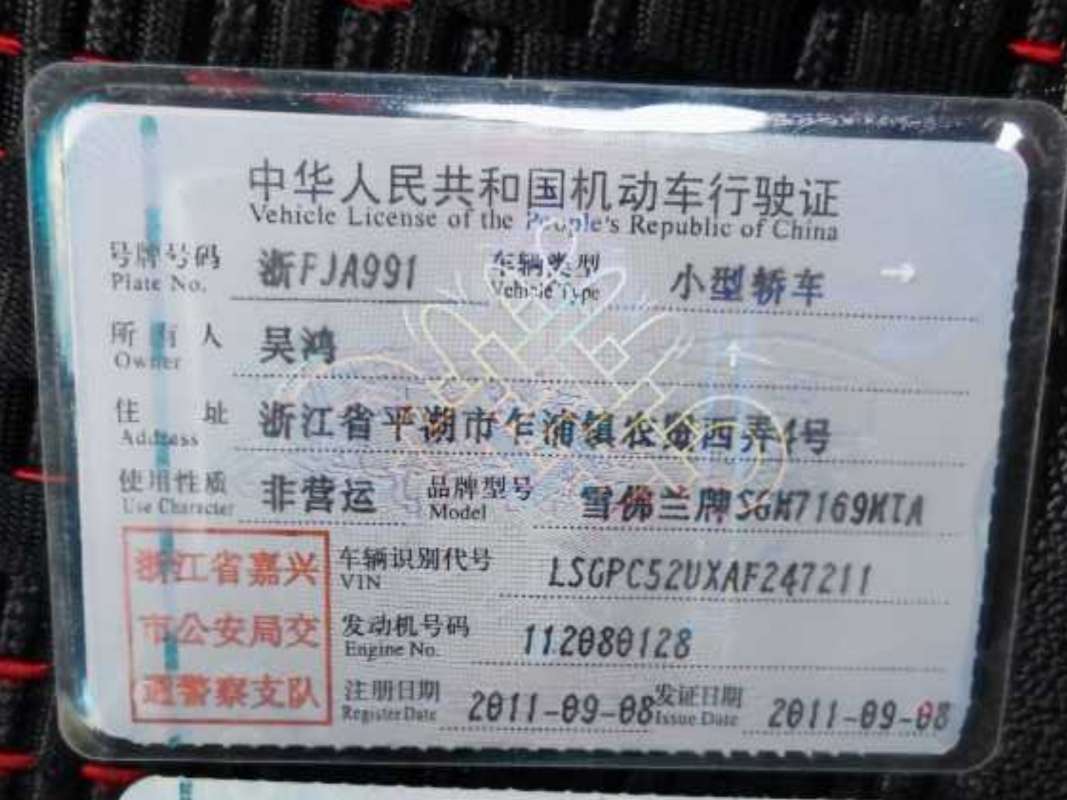 中华人民共和国机动车行驶证
Vehicle License of the People's Republic of China
号牌号码 浙FJA991 车辆类型 小型轿车
Plate No. Vehicle Type
所有人 吴鸿
Owner
住址 浙江省平湖市乍浦镇农 西弄4号
Address
使用性质 非营运 品牌型号 雪佛兰牌SGM7169MTA
Use Character Model
浙江省嘉兴 车辆识别代号 LSGPC52UXAF247211
VIN
市公安局交 发动机号码 112080128
Engine No.
通警察支队 注册日期 2011-09-08 发证日期 2011-09-08
Register Date Issue Date